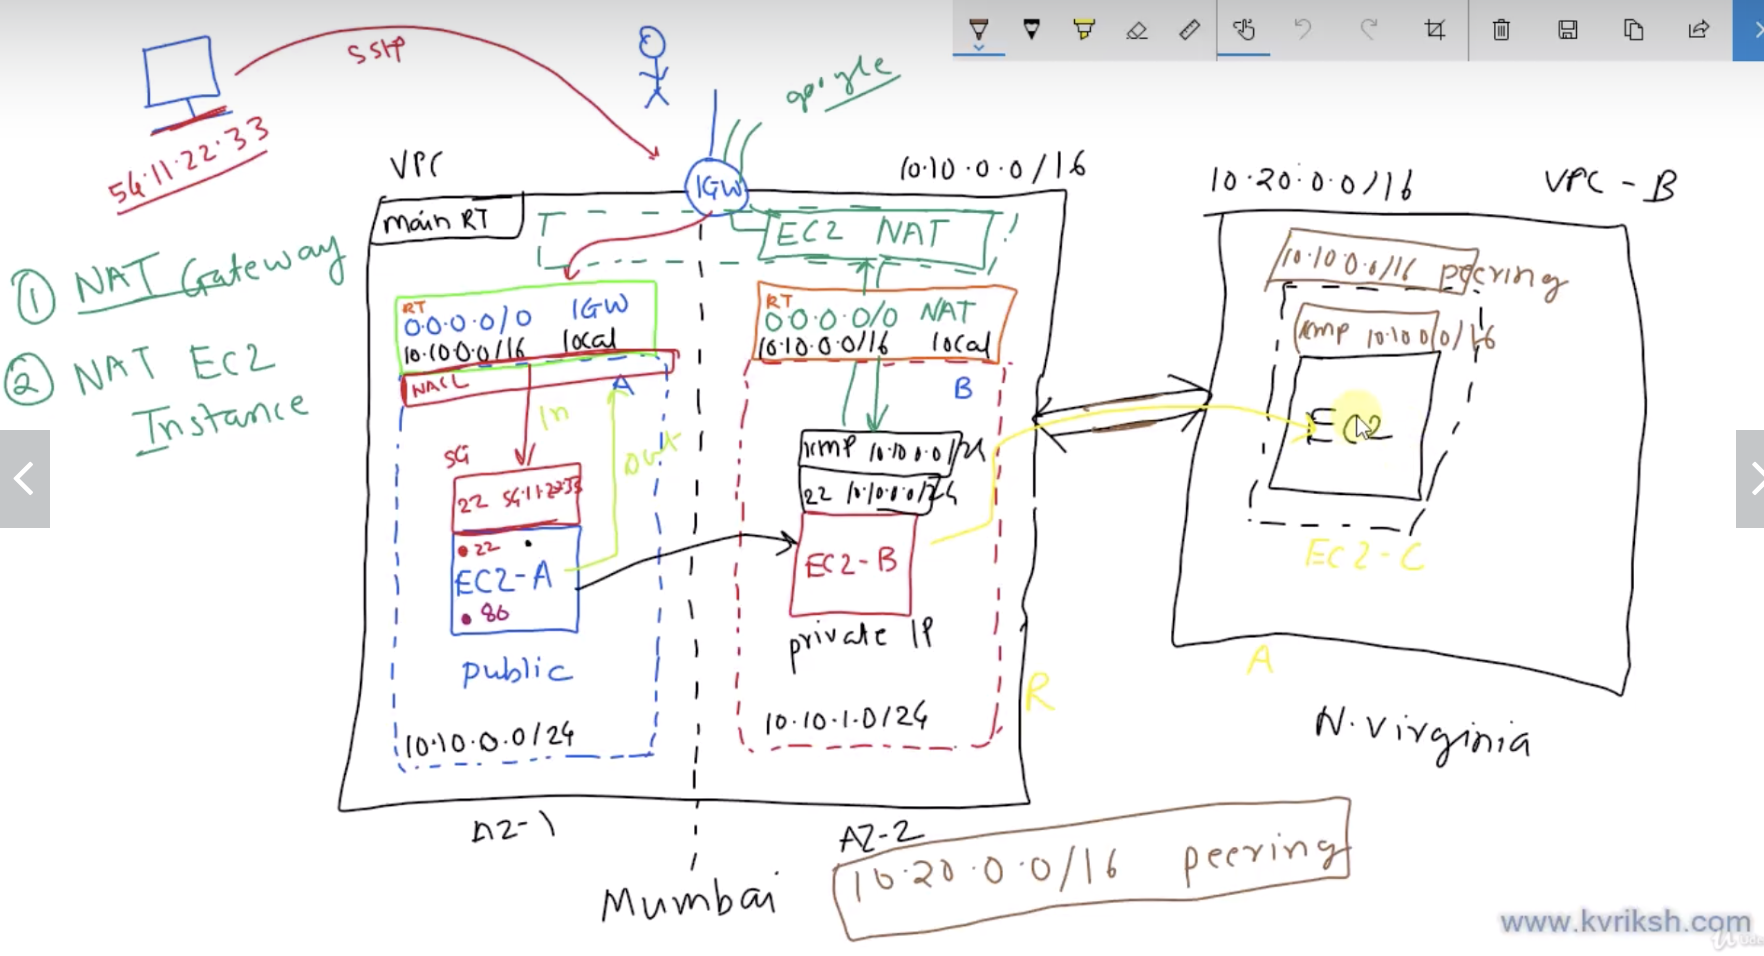 SSH
google
54.11.22.33
VPC
IGW
10.10.0.0/16
10.20.0.0/16
VPC - B
main RT
EC2 NAT
① NAT Gateway
② NAT EC2
Instance
10.10.0.0/16 peering
RT
0.0.0.0/0 IGW
10.10.0.0/16 local
RT
0.0.0.0/0 NAT
10.10.0.0/16 local
NACL
A
B
ICMP 10.10.0.0/16
In
out
SG
22 54.11.22.33
ICMP 10.10.0.0/24
22 10.10.0.0/24
EC2
22
EC2-A
80
EC2-B
EC2-C
private IP
public
10.10.0.0/24
10.10.1.0/24
R
A
N.Virginia
AZ-1
AZ-2
10.20.0.0/16 peering
Mumbai
www.kvriksh.com